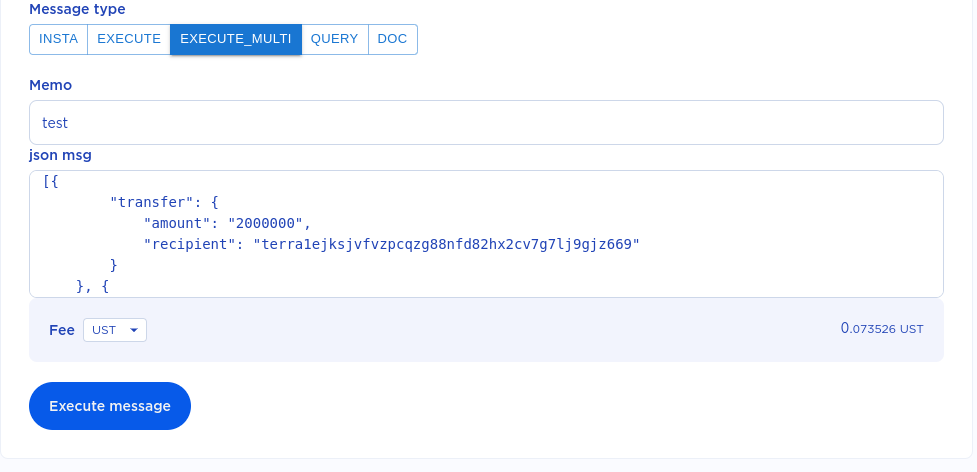 Message type
INSTA EXECUTE EXECUTE_MULTI QUERY DOC
Memo
test
json msg
[{
"transfer": {
"amount": "2000000",
"recipient": "terra1ejksjvfvzpcqzg88nfd82hx2cv7g7lj9gjz669"
}
}, {
Fee UST 0.073526 UST
Execute message